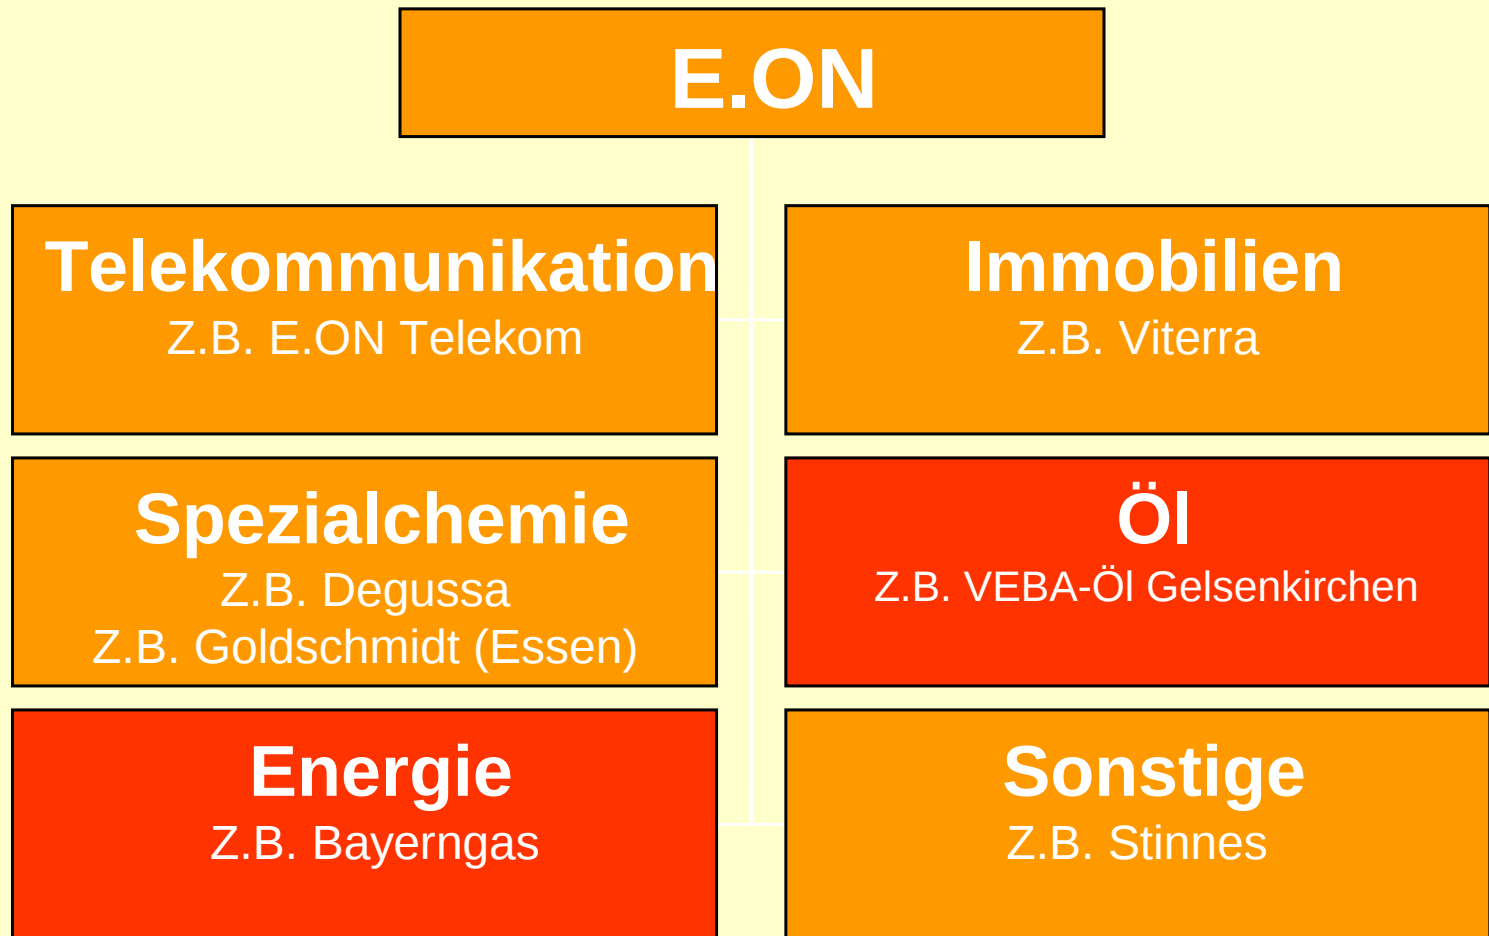 E.ON
Telekommunikation
Z.B. E.ON Telekom
Immobilien
Z.B. Viterra
Spezialchemie
Z.B. Degussa
Z.B. Goldschmidt (Essen)
Öl
Z.B. VEBA-Öl Gelsenkirchen
Energie
Z.B. Bayerngas
Sonstige
Z.B. Stinnes